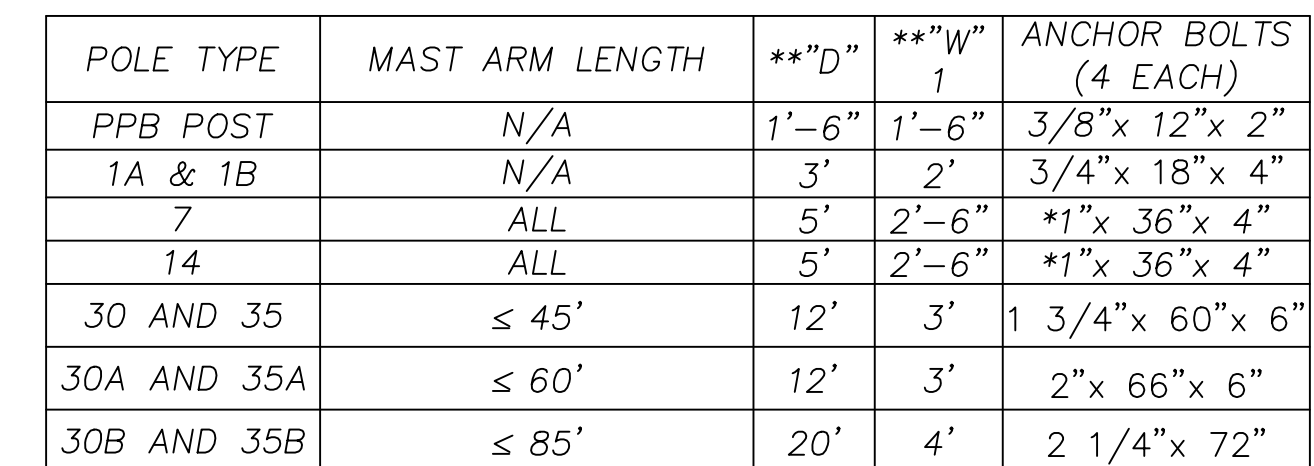 POLE TYPE MAST ARM LENGTH **"D" **"W" 1 ANCHOR BOLTS (4 EACH)
PPB POST N/A 1'-6" 1'-6" 3/8"x 12"x 2"
1A & 1B N/A 3' 2' 3/4"x 18"x 4"
7 ALL 5' 2'-6" *1"x 36"x 4"
14 ALL 5' 2'-6" *1"x 36"x 4"
30 AND 35 ≤ 45' 12' 3' 1 3/4"x 60"x 6"
30A AND 35A ≤ 60' 12' 3' 2"x 66"x 6"
30B AND 35B ≤ 85' 20' 4' 2 1/4"x 72"